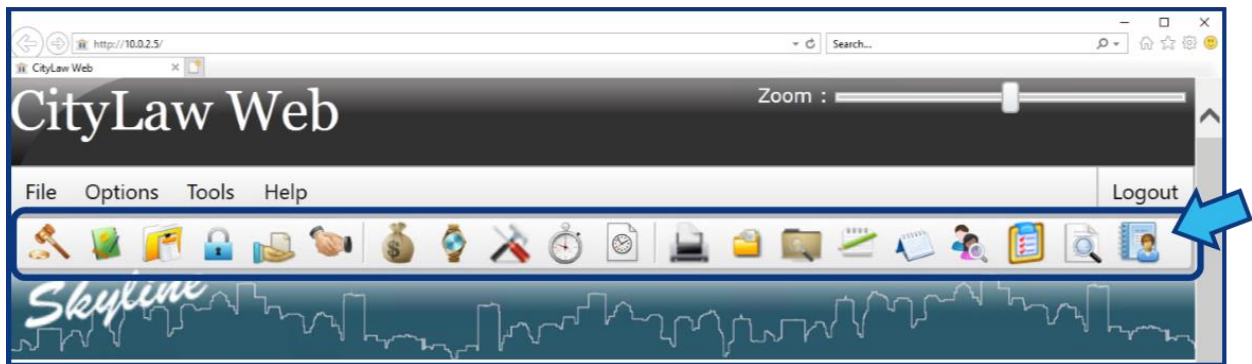 http://10.0.2.5/
Search...
CityLaw Web
CityLaw Web
Zoom :
File Options Tools Help Logout
$
Skyline